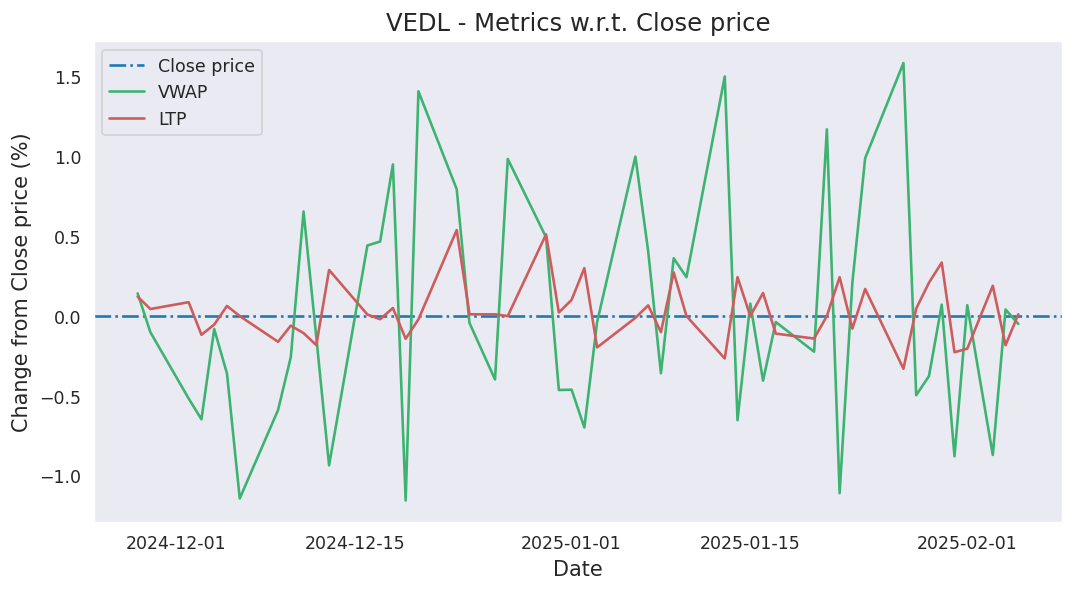 VEDL - Metrics w.r.t. Close price
Close price
VWAP
LTP
Change from Close price (%)
1.5
1.0
0.5
0.0
−0.5
−1.0
2024-12-01 2024-12-15 2025-01-01 2025-01-15 2025-02-01
Date